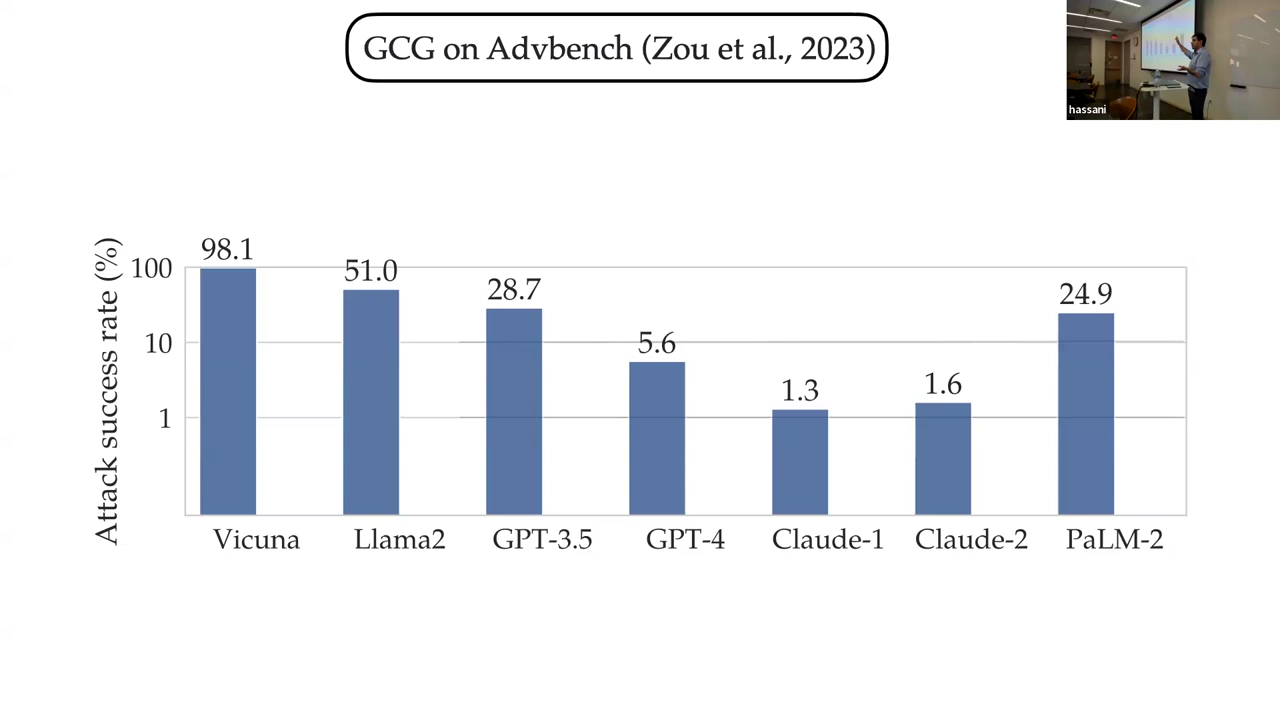 GCG on Advbench (Zou et al., 2023)
hassani
Attack success rate (%)
100
10
1
98.1
51.0
28.7
5.6
1.3
1.6
24.9
Vicuna
Llama2
GPT-3.5
GPT-4
Claude-1
Claude-2
PaLM-2